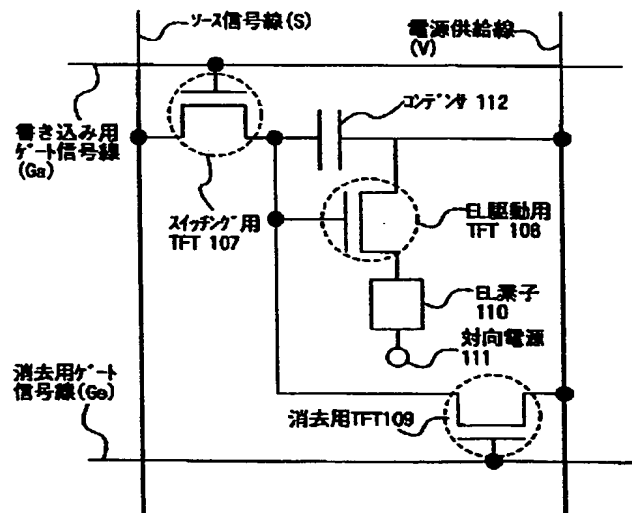 ソース信号線(S)
電源供給線
(V)
コンデンサ 112
書き込み用
ゲート信号線
(Ga)
スイッチング用
TFT 107
EL駆動用
TFT 108
EL素子
110
対向電源
111
消去用ゲート
信号線(Ge)
消去用TFT109